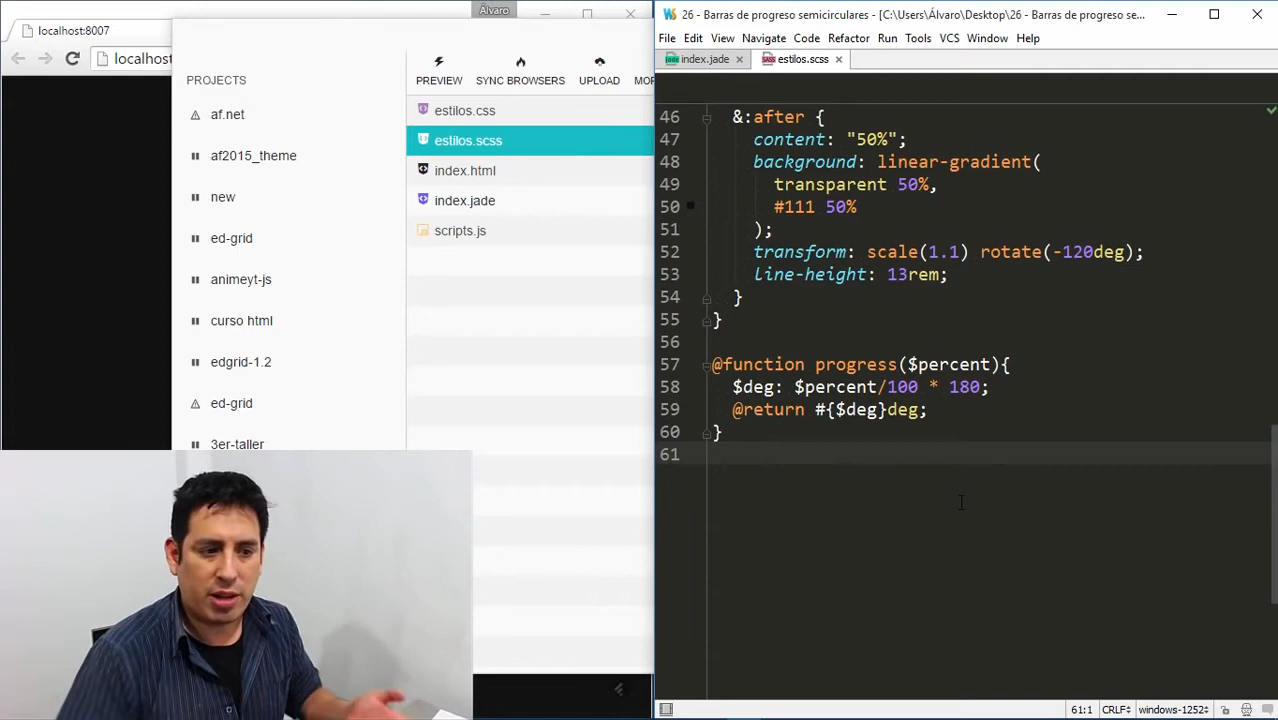 Álvaro
localhost:8007
localhost
PROJECTS
af.net
af2015_theme
new
ed-grid
animeyt-js
curso html
edgrid-1.2
ed-grid
3er-taller
PREVIEW SYNC BROWSERS UPLOAD MOR
estilos.css
estilos.scss
index.html
index.jade
scripts.js
26 - Barras de progreso semicirculares - [C:\Users\Álvaro\Desktop\26 - Barras de progreso se...
File Edit View Navigate Code Refactor Run Tools VCS Window Help
index.jade estilos.scss
46 &:after {
47 content: "50%";
48 background: linear-gradient(
49 transparent 50%,
50 #111 50%
51 );
52 transform: scale(1.1) rotate(-120deg);
53 line-height: 13rem;
54 }
55 }
56
57 @function progress($percent){
58 $deg: $percent/100 * 180;
59 @return #{$deg}deg;
60 }
61
61:1 CRLF windows-1252